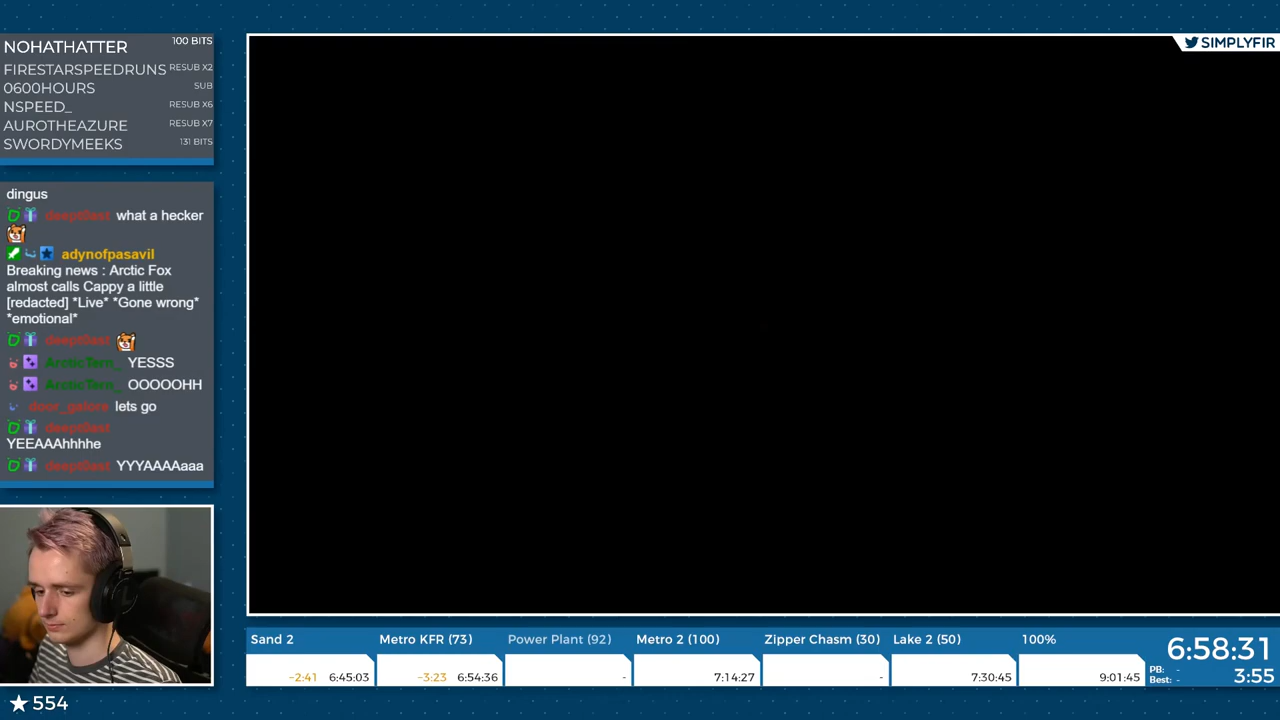 NOHATHATTER 100 BITS
FIRESTARSPEEDRUNS RESUB X2
0600HOURS SUB
NSPEED_ RESUB X6
AUROTHEAZURE RESUB X7
SWORDYMEEKS 131 BITS
SIMPLYFIR
dingus
what a hecker
adynofpasavil
Breaking news : Arctic Fox
almost calls Cappy a little
[redacted] *Live* *Gone wrong*
*emotional*
ArcticTern_ YESSS
ArcticTern_ OOOOOHH
door_galore lets go
YEEAAAhhhhe
YYYAAAAaaa
Sand 2
-2:41 6:45:03
Metro KFR (73)
-3:23 6:54:36
Power Plant (92)
-
Metro 2 (100)
7:14:27
Zipper Chasm (30)
-
Lake 2 (50)
7:30:45
100%
9:01:45
6:58:31
PB: -
Best: - 3:55
554